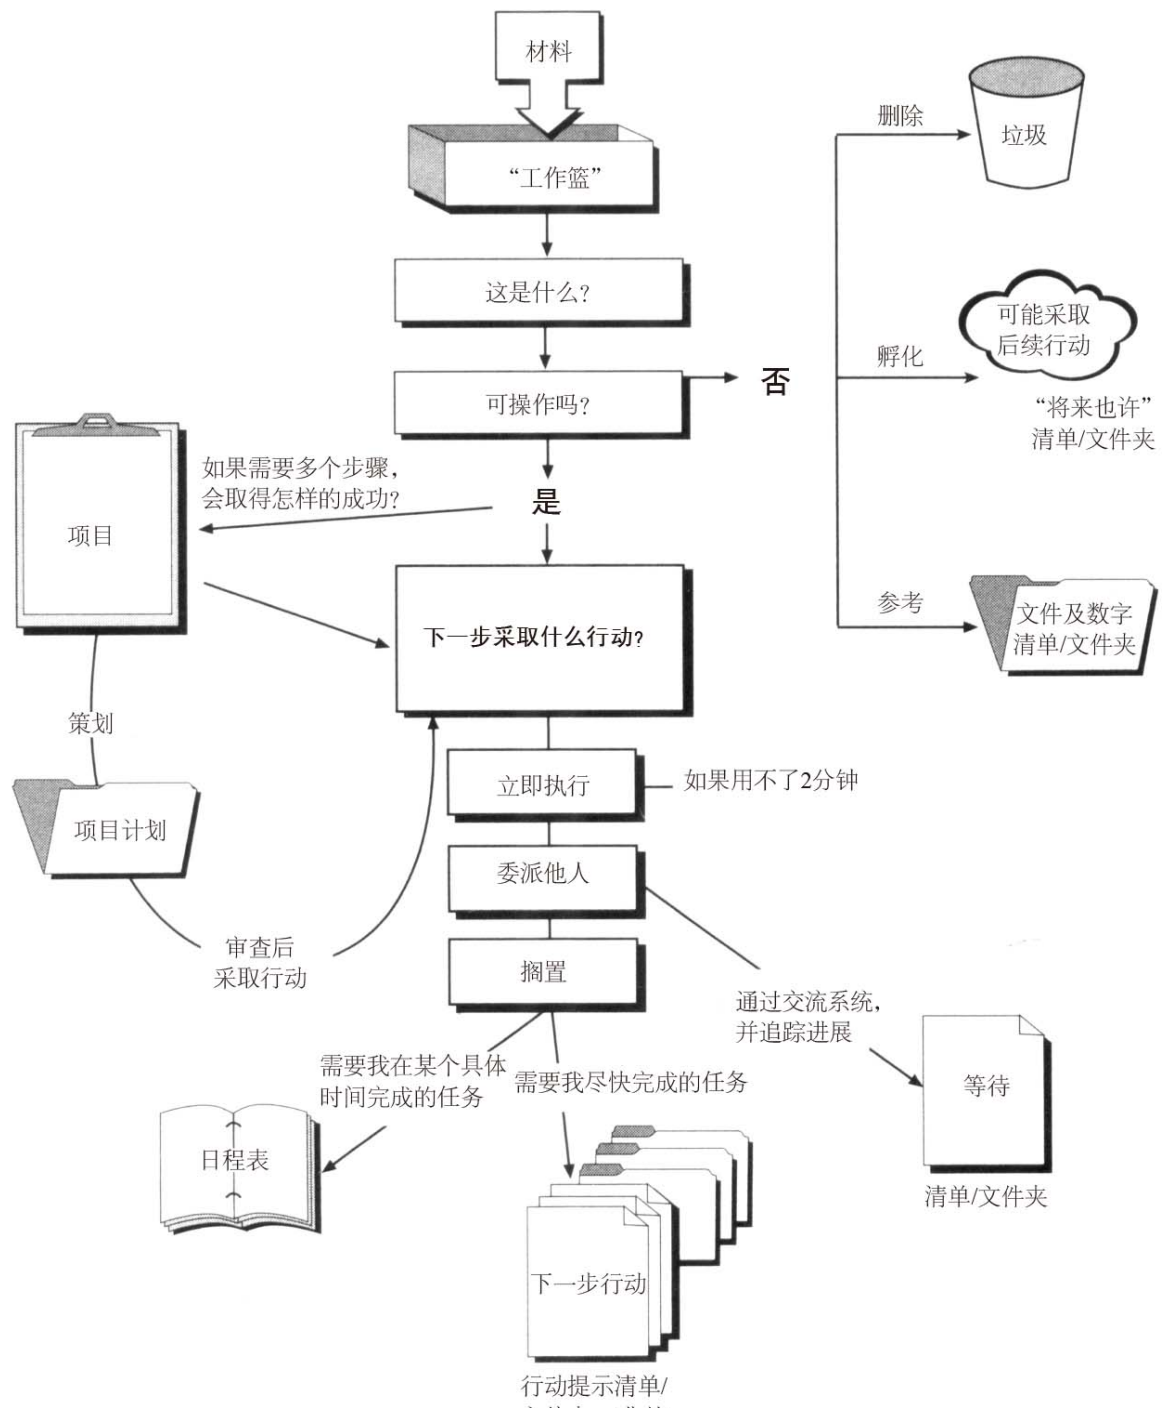 材料
“工作篮”
这是什么？
可操作吗？
否
删除
垃圾
孵化
可能采取
后续行动
“将来也许”
清单/文件夹
参考
文件及数字
清单/文件夹
是
如果需要多个步骤，
会取得怎样的成功？
项目
下一步采取什么行动？
策划
项目计划
审查后
采取行动
立即执行
如果用不了2分钟
委派他人
搁置
通过交流系统，
并追踪进展
等待
清单/文件夹
需要我在某个具体
时间完成的任务
需要我尽快完成的任务
日程表
下一步行动
行动提示清单/